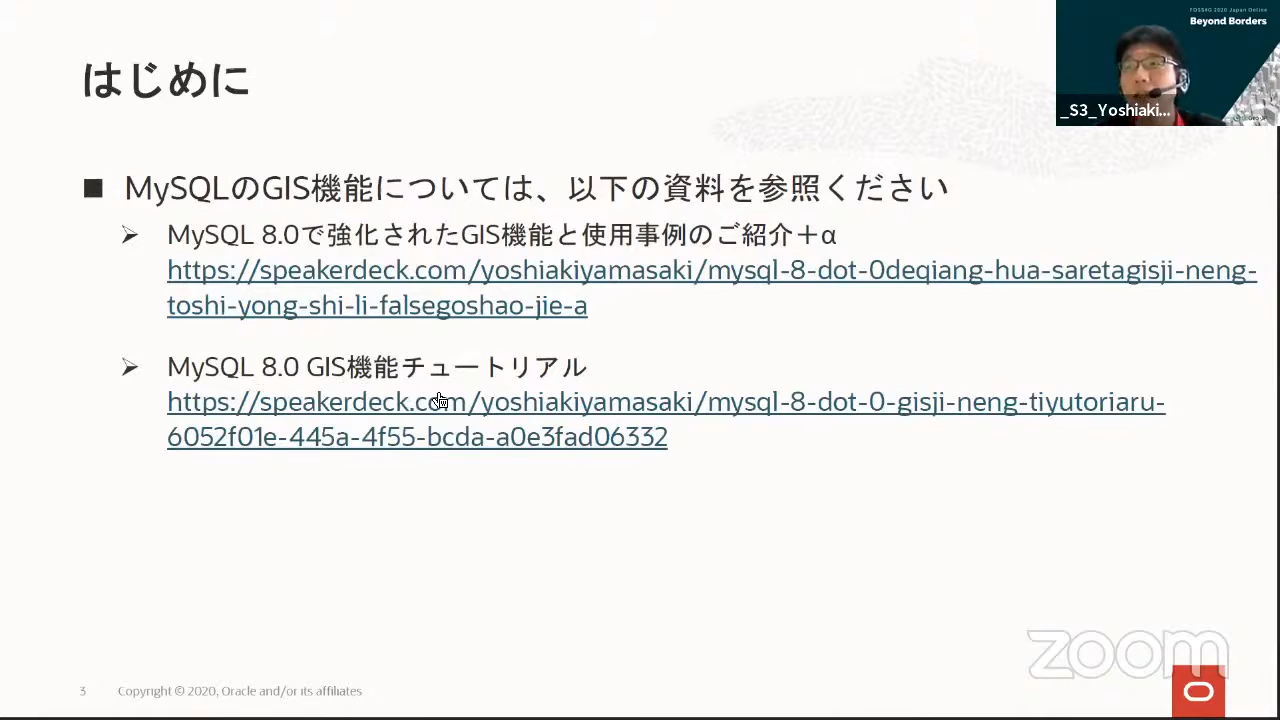 はじめに
FOSS4G 2020 Japan Online
Beyond Borders
_S3_Yoshiaki...
■ MySQLのGIS機能については、以下の資料を参照ください
➢ MySQL 8.0で強化されたGIS機能と使用事例のご紹介＋α
https://speakerdeck.com/yoshiakiyamasaki/mysql-8-dot-0deqiang-hua-saretagisji-neng-
toshi-yong-shi-li-falsegoshao-jie-a
➢ MySQL 8.0 GIS機能チュートリアル
https://speakerdeck.com/yoshiakiyamasaki/mysql-8-dot-0-gisji-neng-tiyutoriaru-
6052f01e-445a-4f55-bcda-a0e3fad06332
zoom
3 Copyright © 2020, Oracle and/or its affiliates